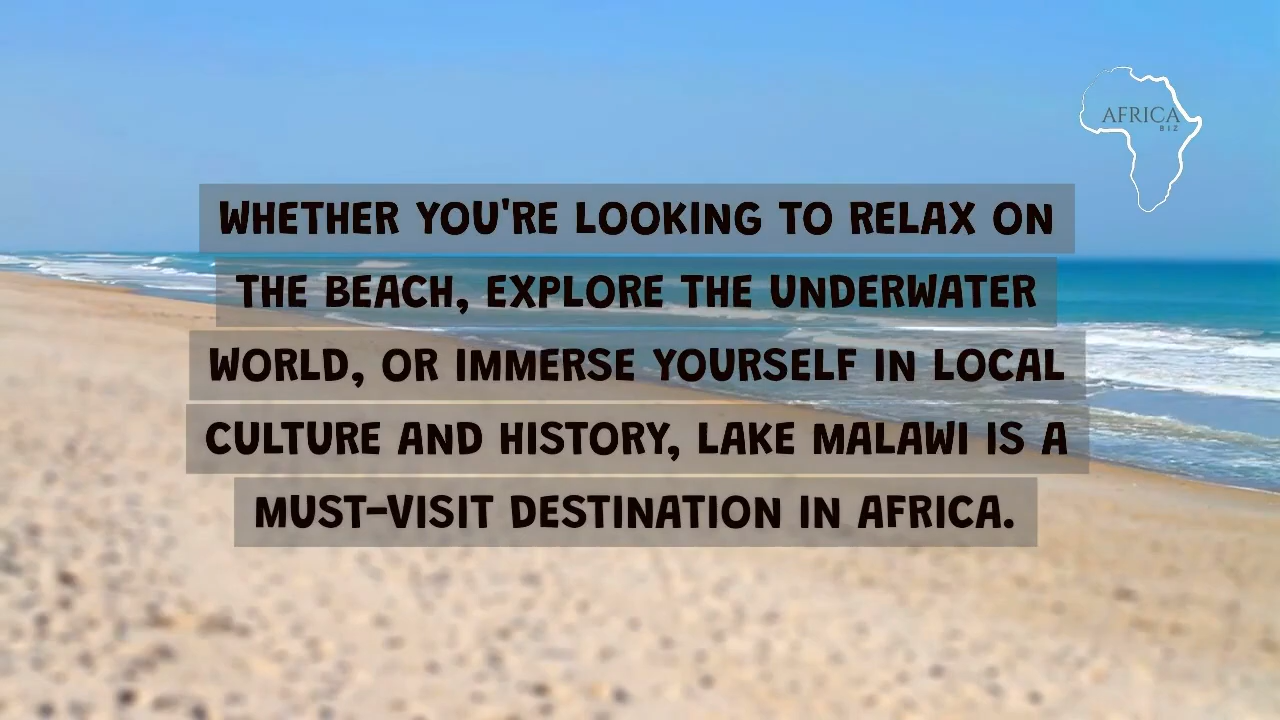 AFRICA
BIZ
WHETHER YOU'RE LOOKING TO RELAX ON
THE BEACH, EXPLORE THE UNDERWATER
WORLD, OR IMMERSE YOURSELF IN LOCAL
CULTURE AND HISTORY, LAKE MALAWI IS A
MUST-VISIT DESTINATION IN AFRICA.